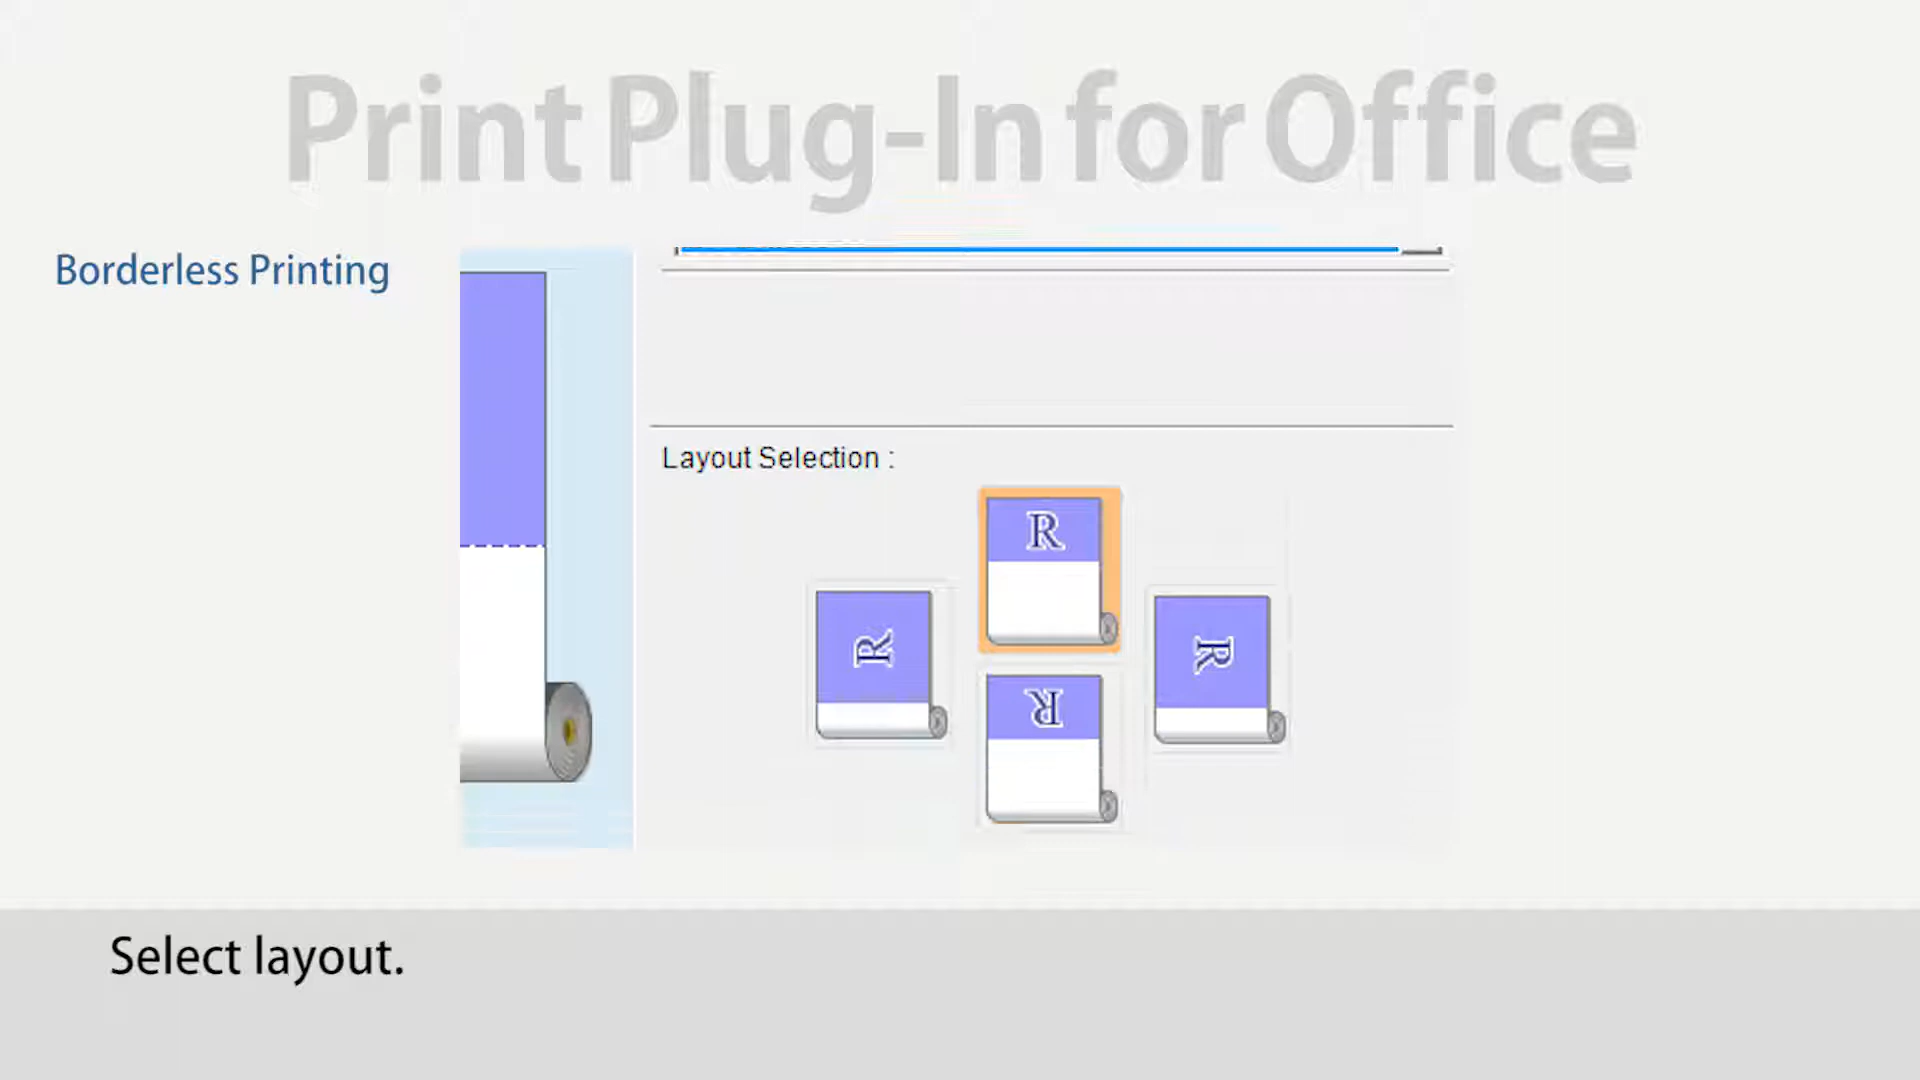 Print Plug-In for Office
Borderless Printing
Layout Selection :
R
R
R
R
Select layout.